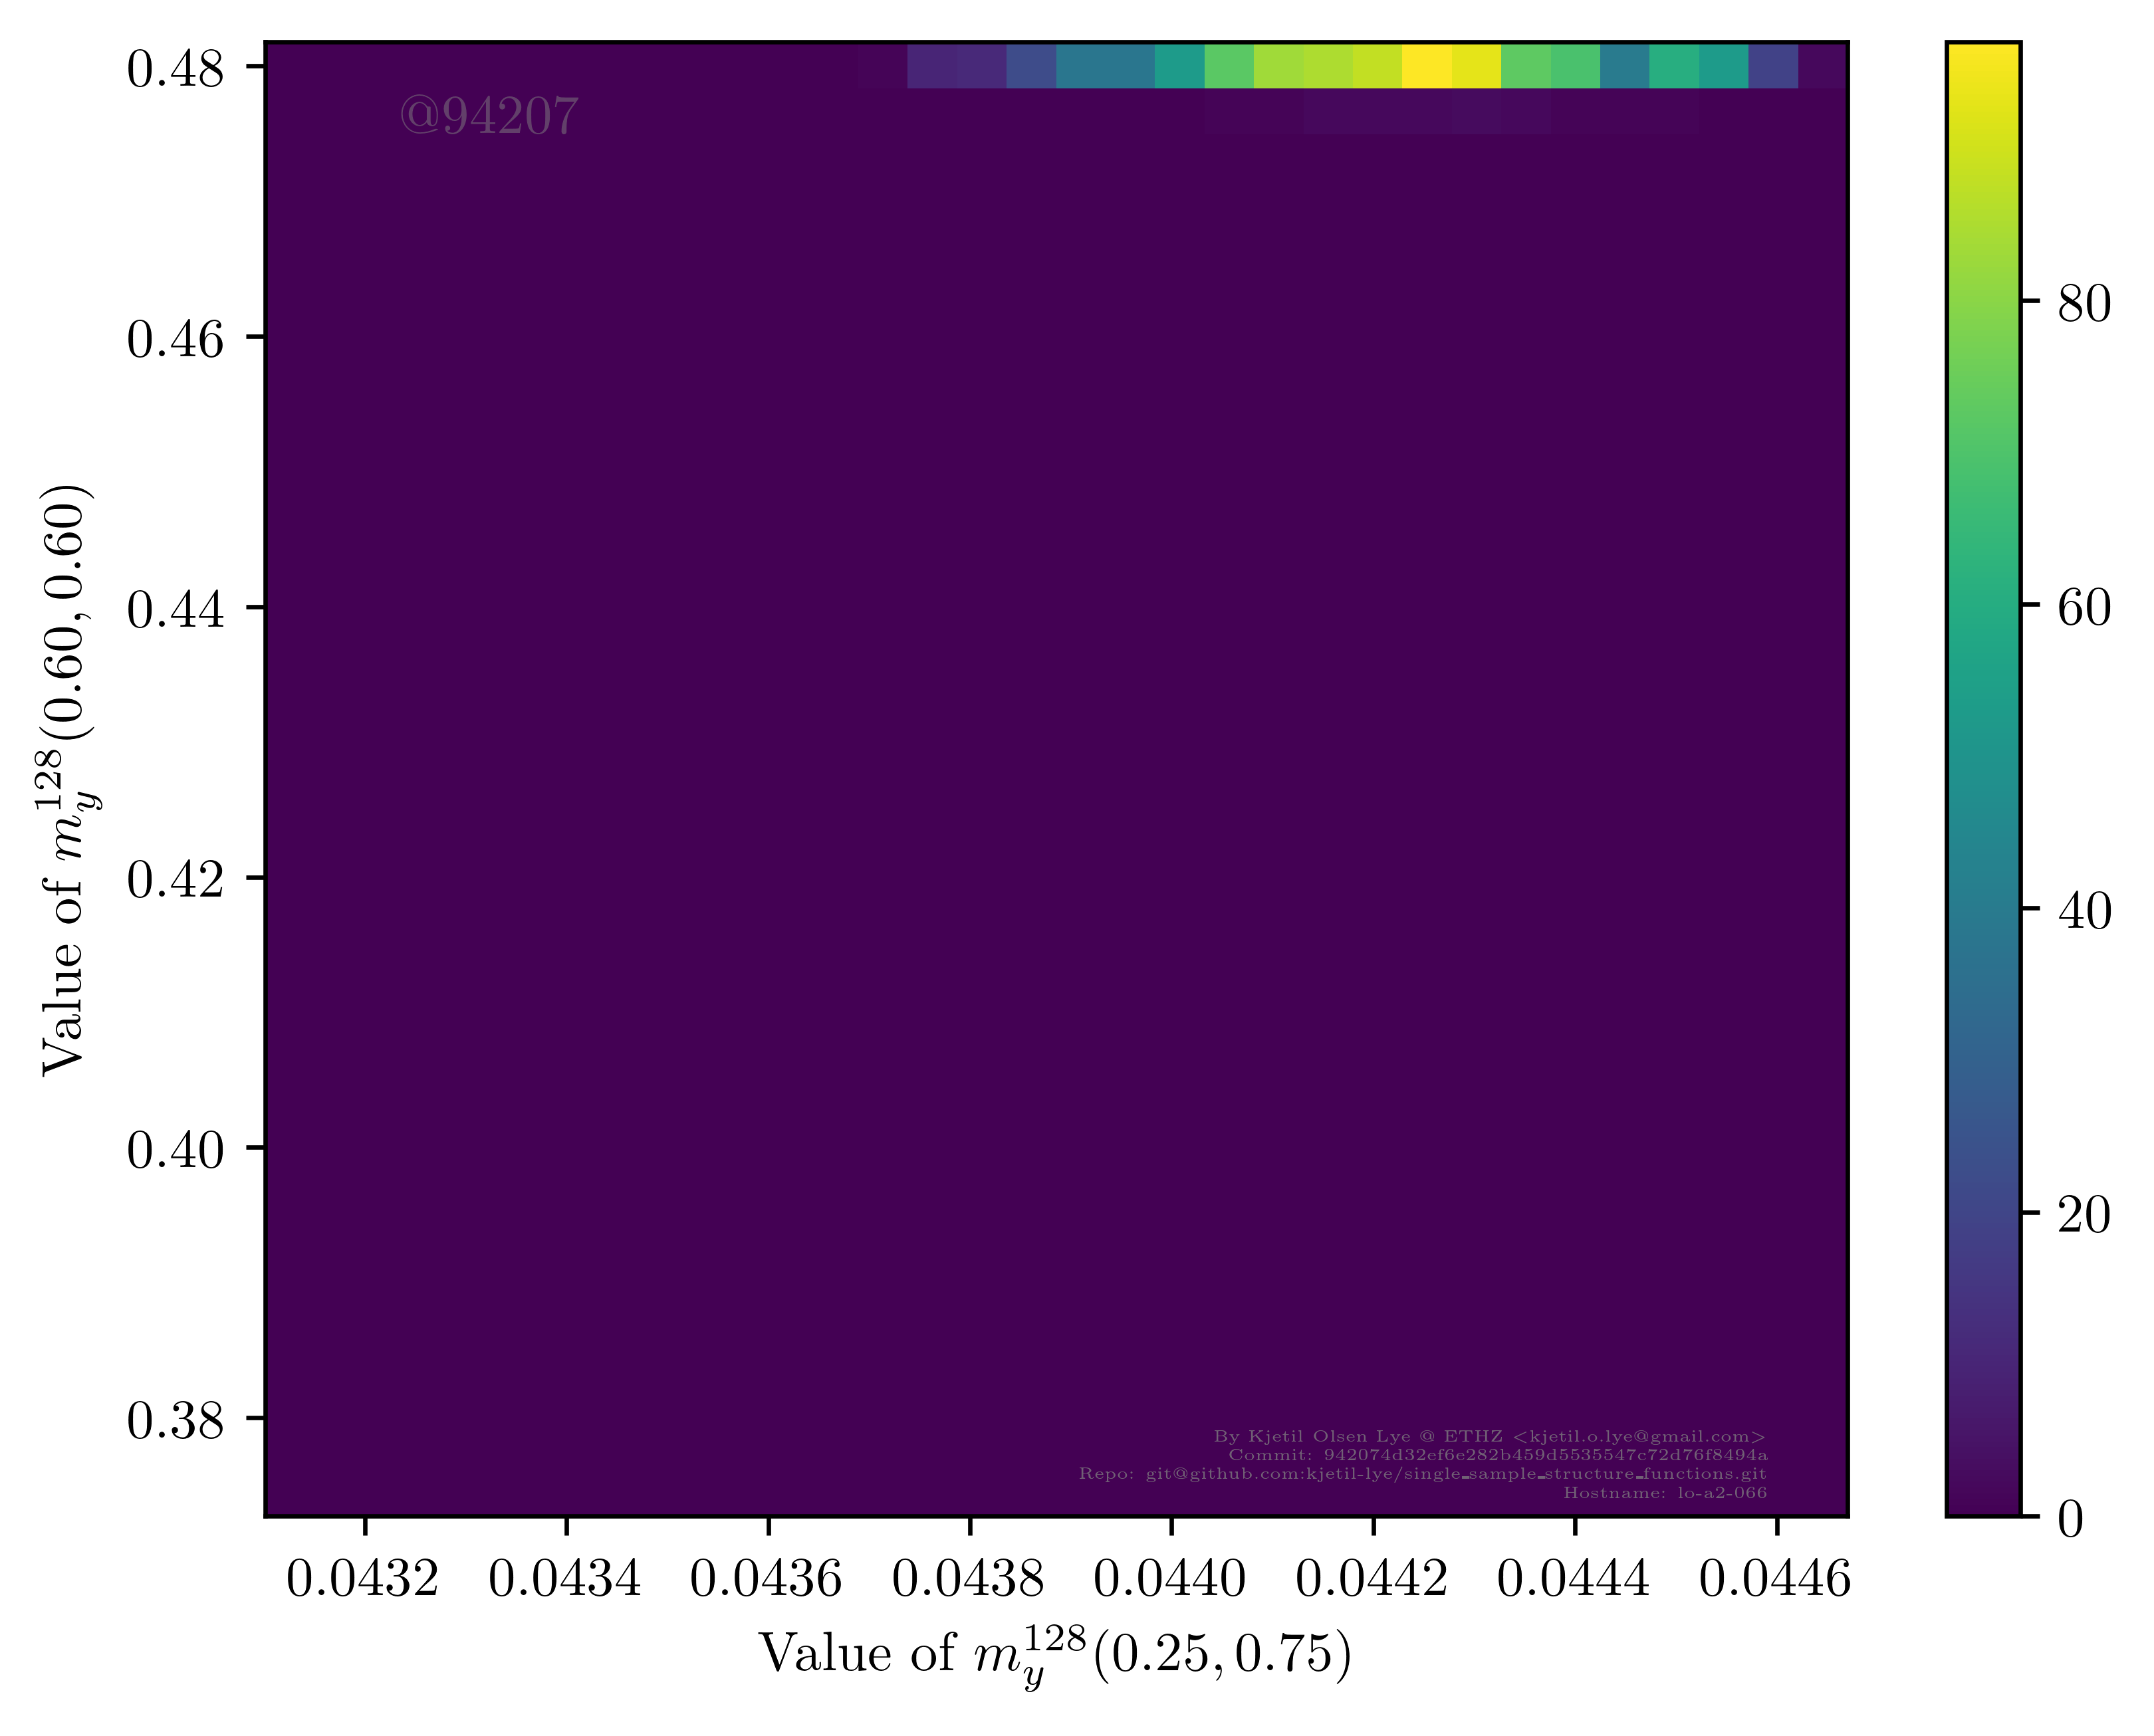 0.48
0.46
0.44
0.42
0.40
0.38
Value of m_y^128(0.60, 0.60)
@94207
By Kjetil Olsen Lye @ ETHZ <kjetil.o.lye@gmail.com>
Commit: 942074d32ef6e282b459d5535547c72d76f8494a
Repo: git@github.com:kjetil-lye/single_sample_structure_functions.git
Hostname: lo-a2-066
0.0432 0.0434 0.0436 0.0438 0.0440 0.0442 0.0444 0.0446
Value of m_y^128(0.25, 0.75)
80
60
40
20
0